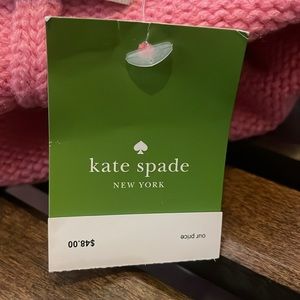 kate spade
NEW YORK
our price
$48.00